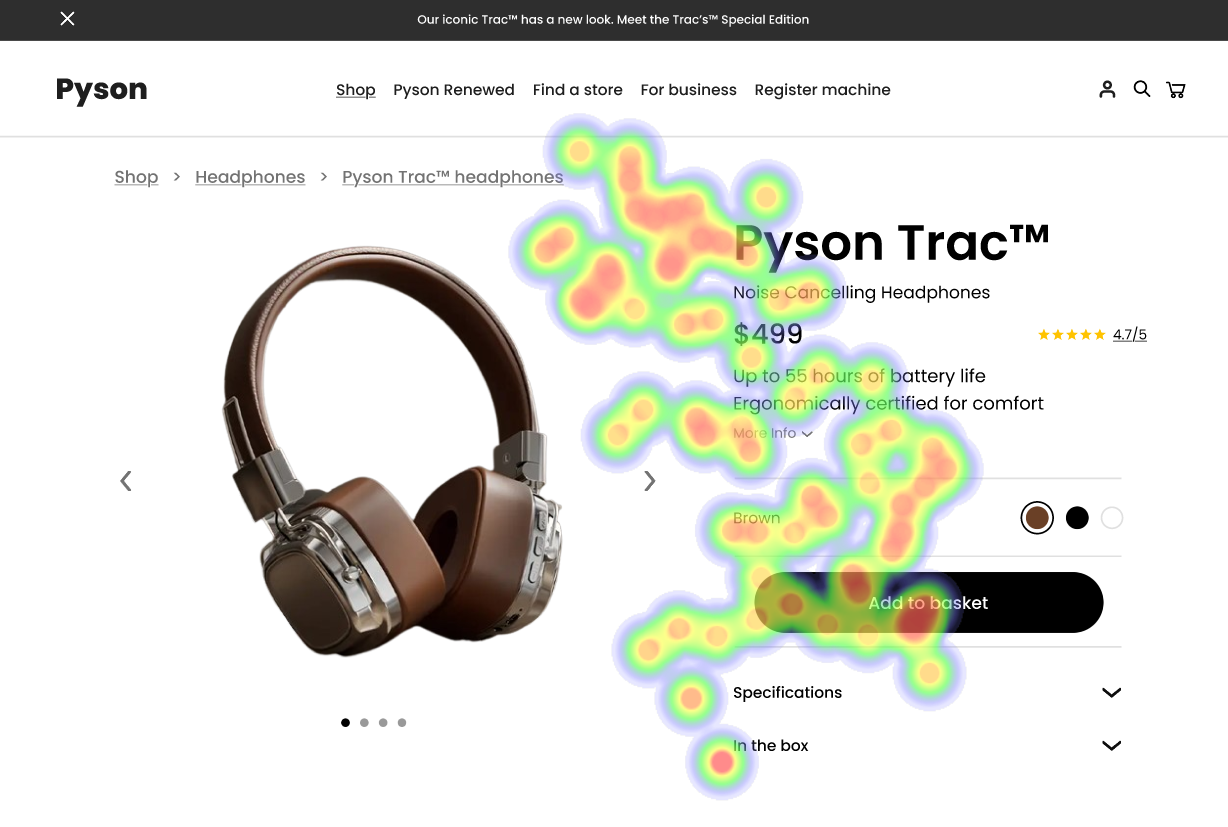 Our iconic Trac™ has a new look. Meet the Trac's™ Special Edition
Pyson
Shop Pyson Renewed Find a store For business Register machine
Shop > Headphones > Pyson Trac™ headphones
Pyson Trac™
Noise Cancelling Headphones
$499
4.7/5
Up to 55 hours of battery life
Ergonomically certified for comfort
More Info
Brown
Add to basket
Specifications
In the box